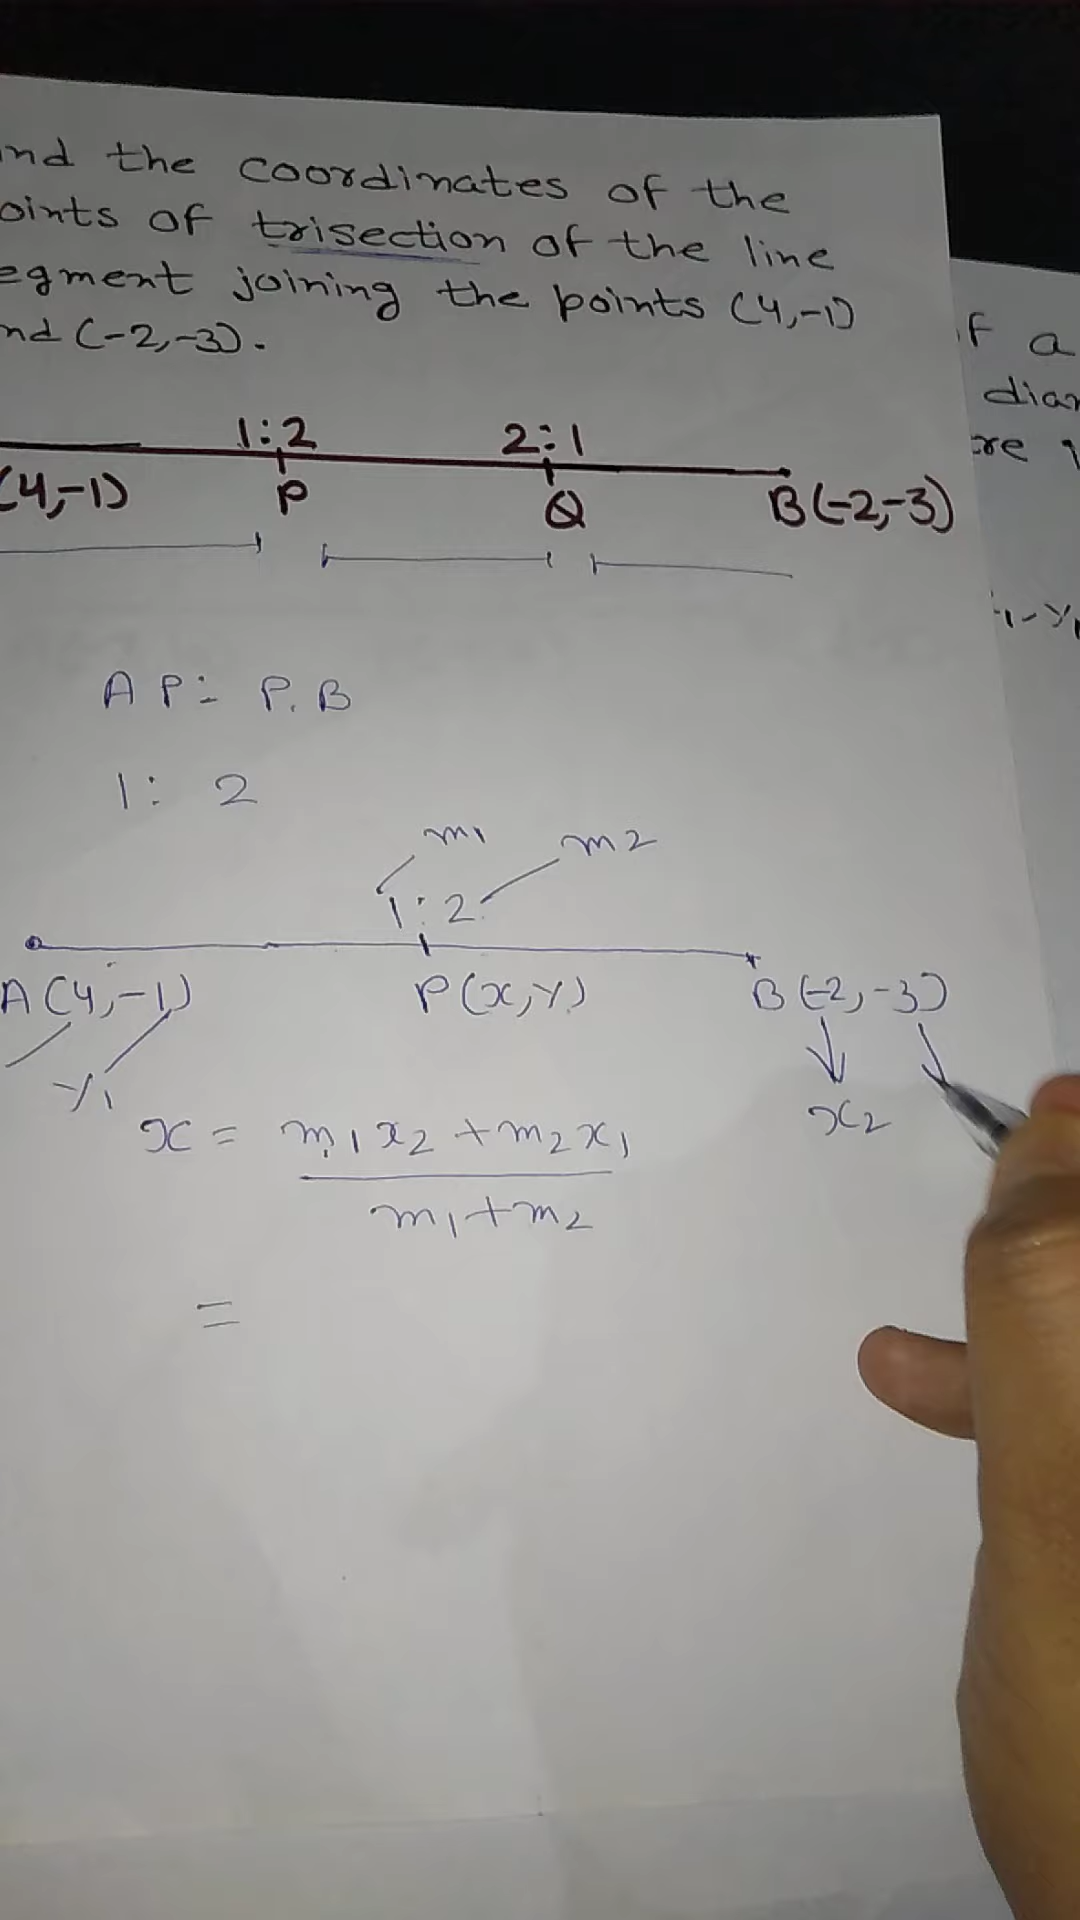 nd the coordinates of the
oints of trisection of the line
egment joining the points (4,-1)
nd (-2,-3).
1:2 2:1
(4,-1) P Q B(-2,-3)
AP: P.B
1: 2
m1 m2
1:2
A(4,-1) P(x,y) B(-2,-3)
y1 x2
x = m1x2 + m2x1
m1+m2
=
f a
diam
ere